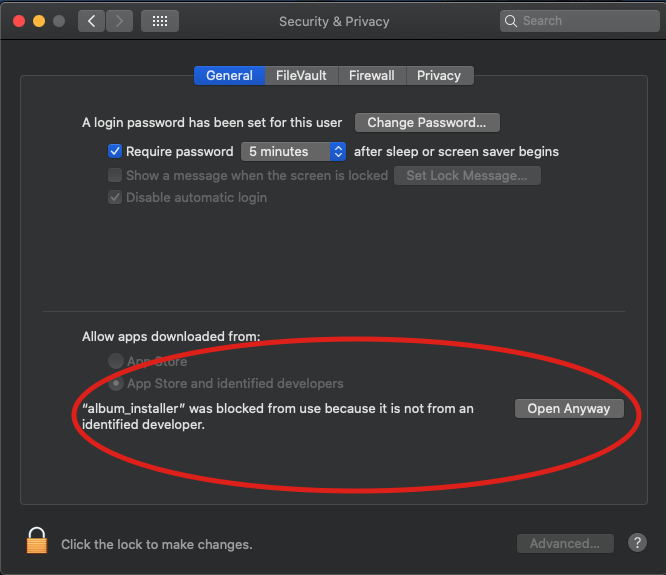 Security & Privacy
Search
General
FileVault
Firewall
Privacy
A login password has been set for this user
Change Password...
Require password
5 minutes
after sleep or screen saver begins
Show a message when the screen is locked
Set Lock Message...
Disable automatic login
Allow apps downloaded from:
App Store
App Store and identified developers
“album_installer” was blocked from use because it is not from an
identified developer.
Open Anyway
Click the lock to make changes.
Advanced...
?